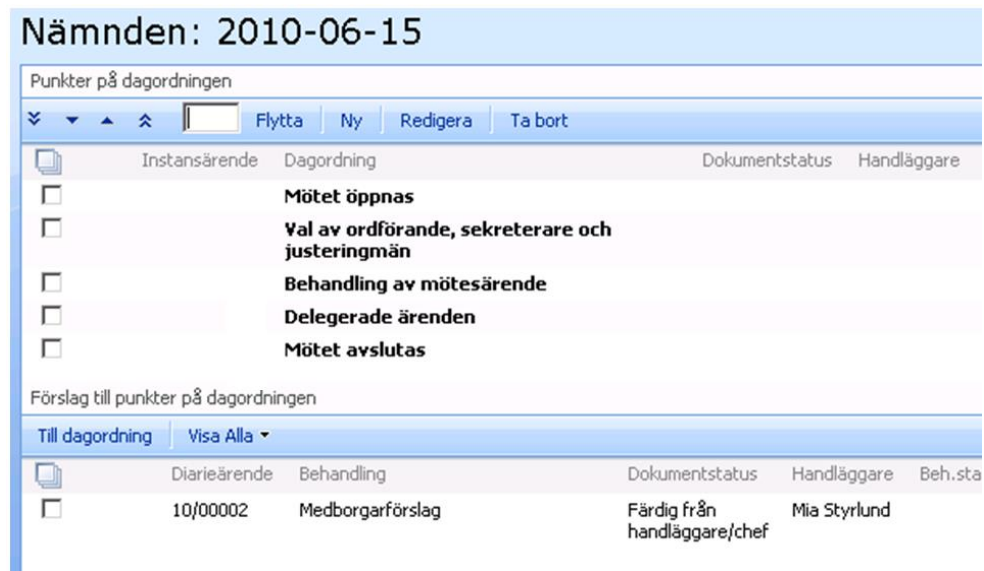 Nämnden: 2010-06-15
Punkter på dagordningen
Flytta Ny Redigera Ta bort
Instansärende Dagordning Dokumentstatus Handläggare
Mötet öppnas
Val av ordförande, sekreterare och
justeringmän
Behandling av mötesärende
Delegerade ärenden
Mötet avslutas
Förslag till punkter på dagordningen
Till dagordning Visa Alla
Diarieärende Behandling Dokumentstatus Handläggare Beh.sta
10/00002 Medborgarförslag Färdig från Mia Styrlund
handläggare/chef